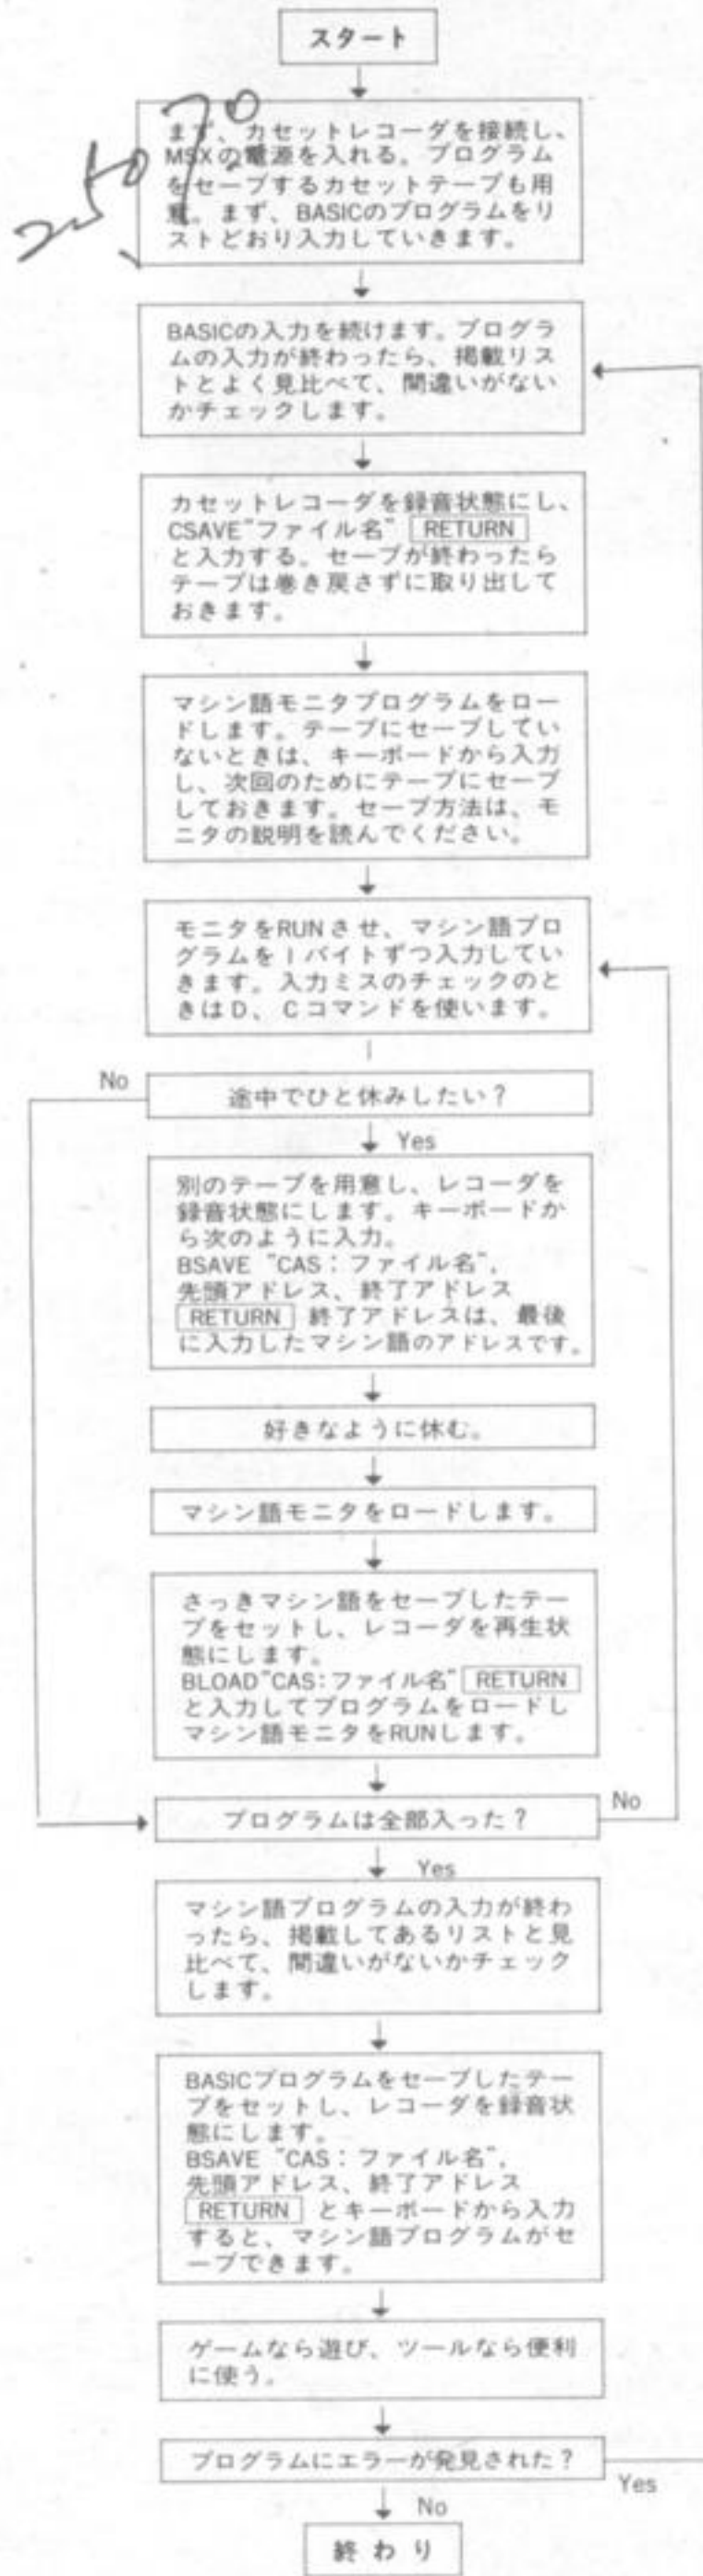 スタート
まず、カセットレコーダを接続し、
MSXの電源を入れる。プログラム
をセーブするカセットテープも用
意。まず、BASICのプログラムをリ
ストどおり入力していきます。
BASICの入力を続けます。プログラ
ムの入力が終わったら、掲載リス
トとよく見比べて、間違いがない
かチェックします。
カセットレコーダを録音状態にし、
CSAVE"ファイル名" RETURN
と入力する。セーブが終わったら
テープは巻き戻さずに取り出して
おきます。
マシン語モニタプログラムをロー
ドします。テープにセーブしてい
ないときは、キーボードから入力
し、次回のためにテープにセーブ
しておきます。セーブ方法は、モ
ニタの説明を読んでください。
モニタをRUNさせ、マシン語プロ
グラムを1バイトずつ入力してい
きます。入力ミスのチェックのと
きはD、Cコマンドを使います。
No
途中でひと休みしたい？
Yes
別のテープを用意し、レコーダを
録音状態にします。キーボードか
ら次のように入力。
BSAVE "CAS：ファイル名",
先頭アドレス、終了アドレス
RETURN 終了アドレスは、最後
に入力したマシン語のアドレスです。
好きなように休む。
マシン語モニタをロードします。
さっきマシン語をセーブしたテー
プをセットし、レコーダを再生状
態にします。
BLOAD"CAS:ファイル名" RETURN
と入力してプログラムをロードし
マシン語モニタをRUNします。
プログラムは全部入った？
No
Yes
マシン語プログラムの入力が終わ
ったら、掲載してあるリストと見
比べて、間違いがないかチェック
します。
BASICプログラムをセーブしたテー
プをセットし、レコーダを録音状
態にします。
BSAVE "CAS：ファイル名",
先頭アドレス、終了アドレス
RETURN とキーボードから入力
すると、マシン語プログラムがセ
ーブできます。
ゲームなら遊び、ツールなら便利
に使う。
プログラムにエラーが発見された？
Yes
No
終わり